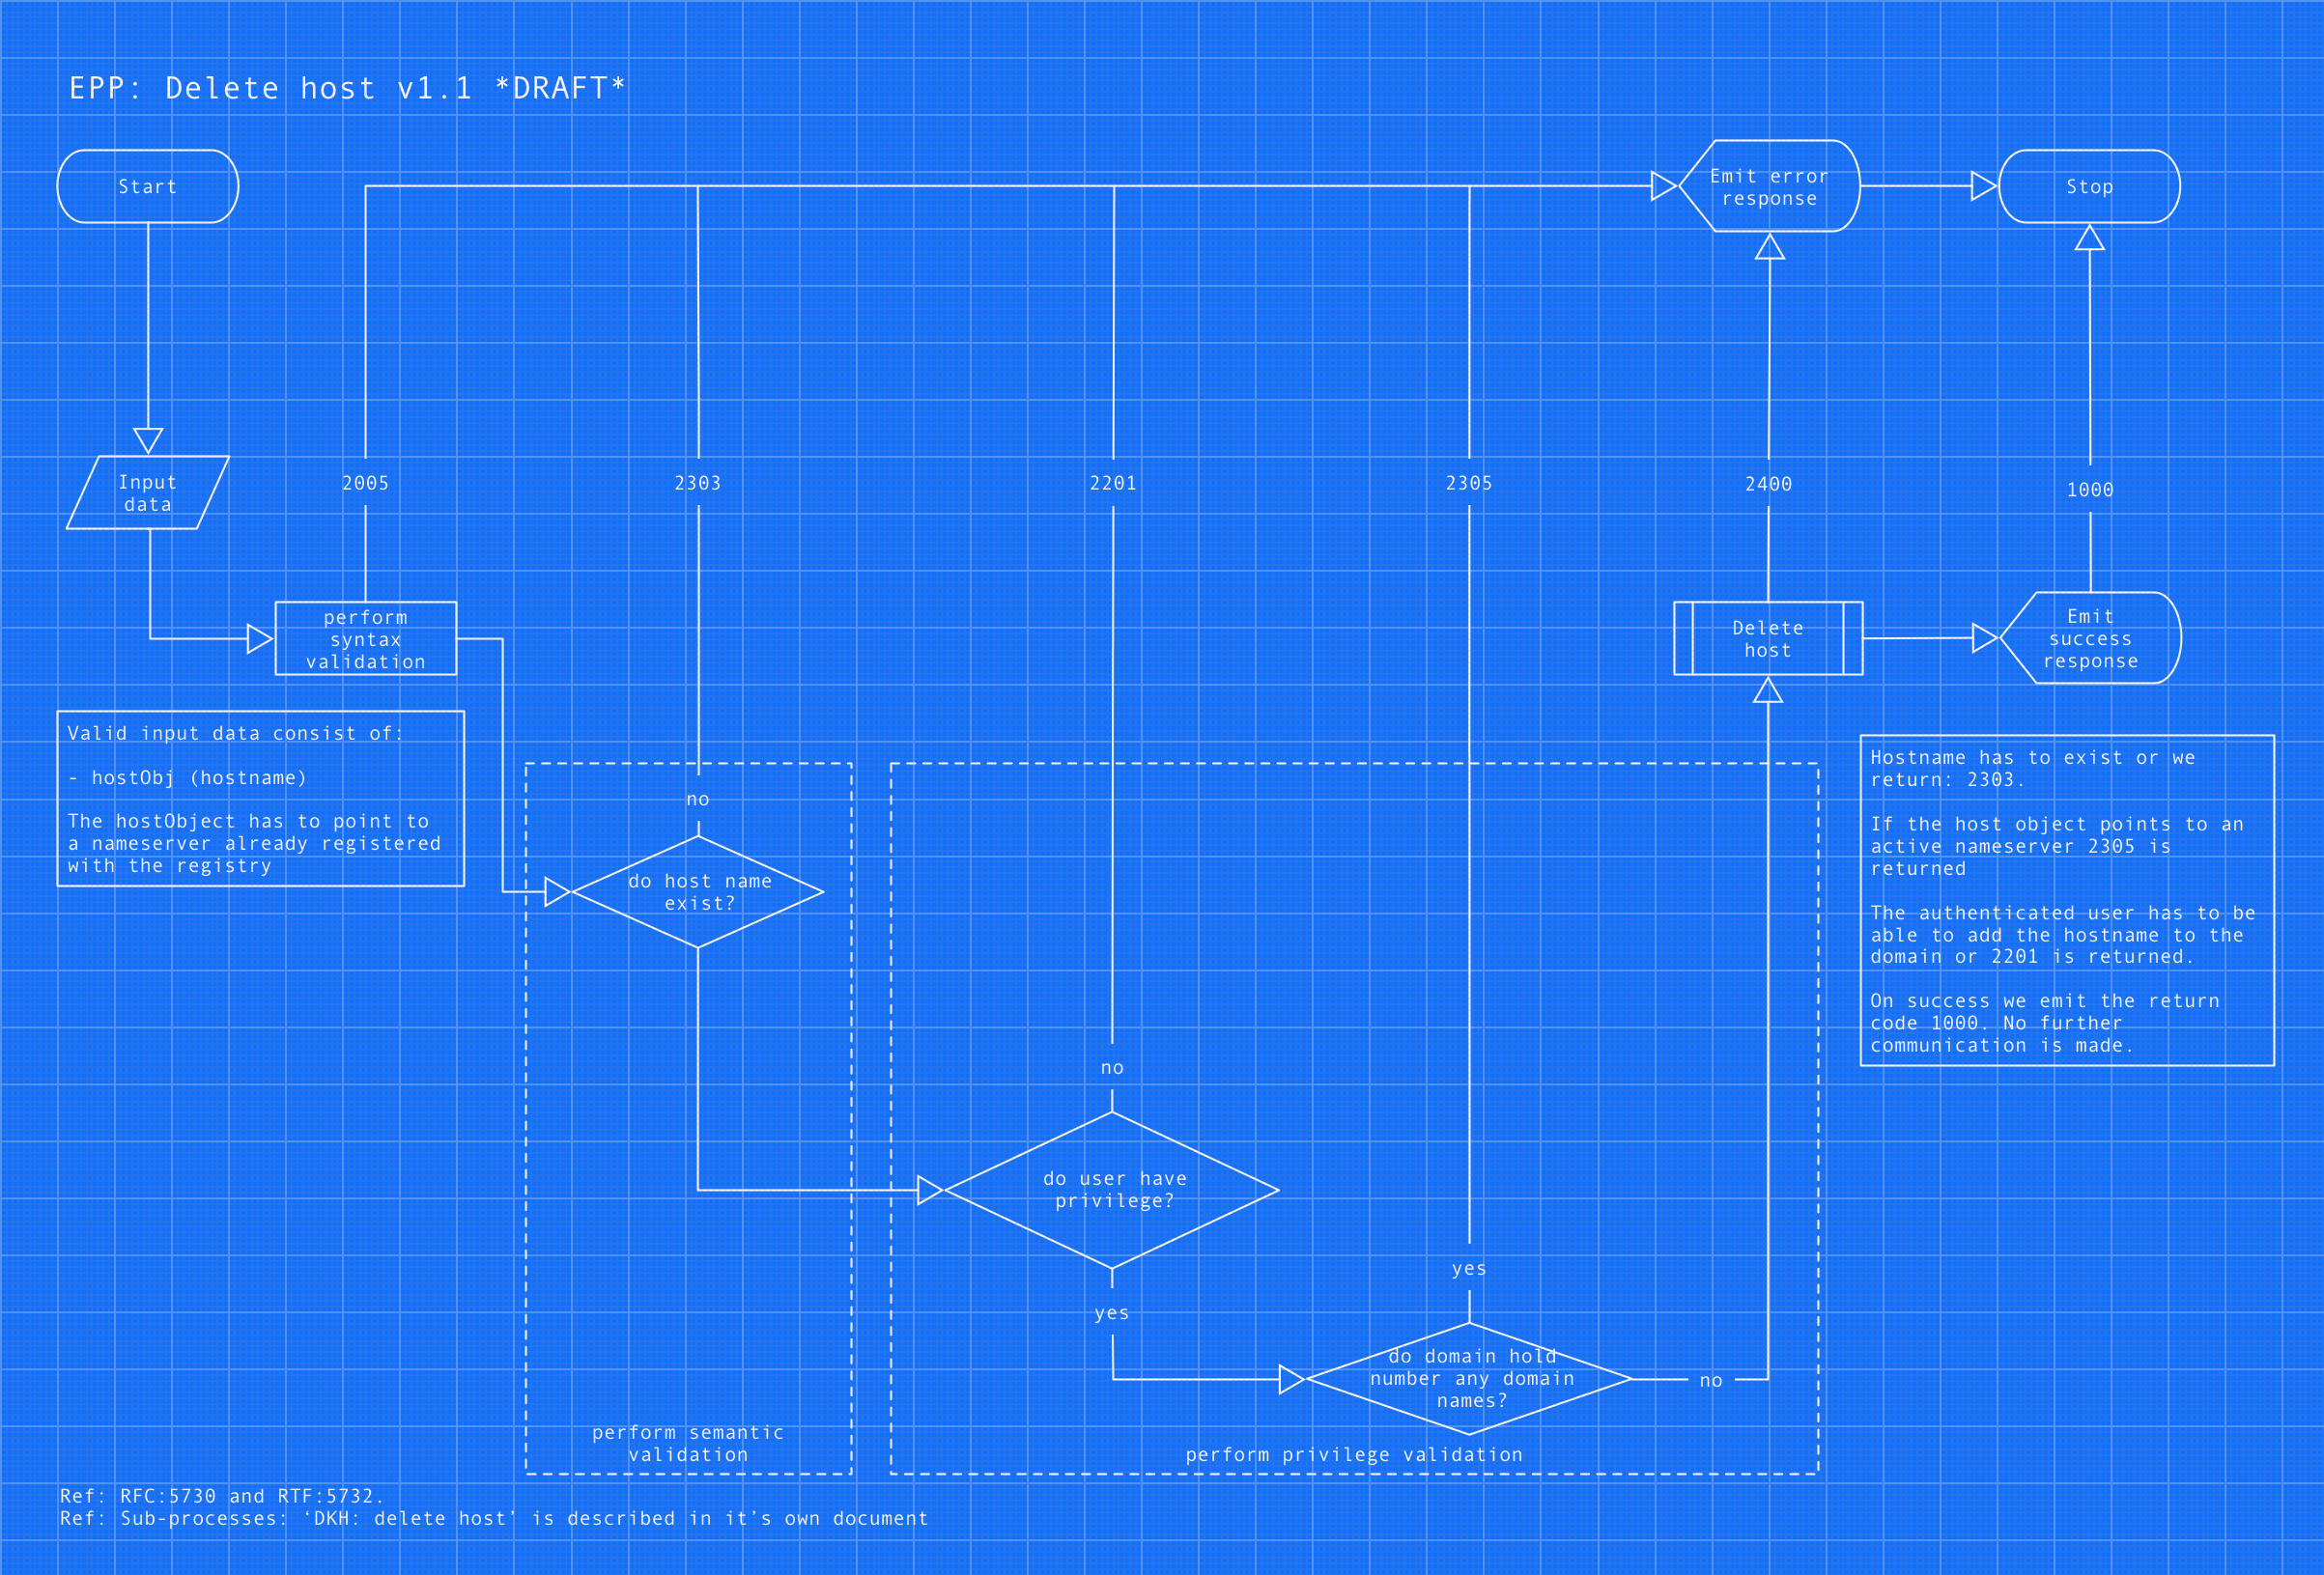 EPP: Delete host v1.1 *DRAFT*
Start
Emit error
response
Stop
Input
data
2005
2303
2201
2305
2400
1000
perform
syntax
validation
Delete
host
Emit
success
response
Valid input data consist of:
- hostObj (hostname)
The hostObject has to point to
a nameserver already registered
with the registry
Hostname has to exist or we
return: 2303.
If the host object points to an
active nameserver 2305 is
returned
The authenticated user has to be
able to add the hostname to the
domain or 2201 is returned.
On success we emit the return
code 1000. No further
communication is made.
no
do host name
exist?
no
do user have
privilege?
yes
yes
do domain hold
number any domain
names?
no
perform semantic
validation
perform privilege validation
Ref: RFC:5730 and RTF:5732.
Ref: Sub-processes: ‘DKH: delete host’ is described in it’s own document